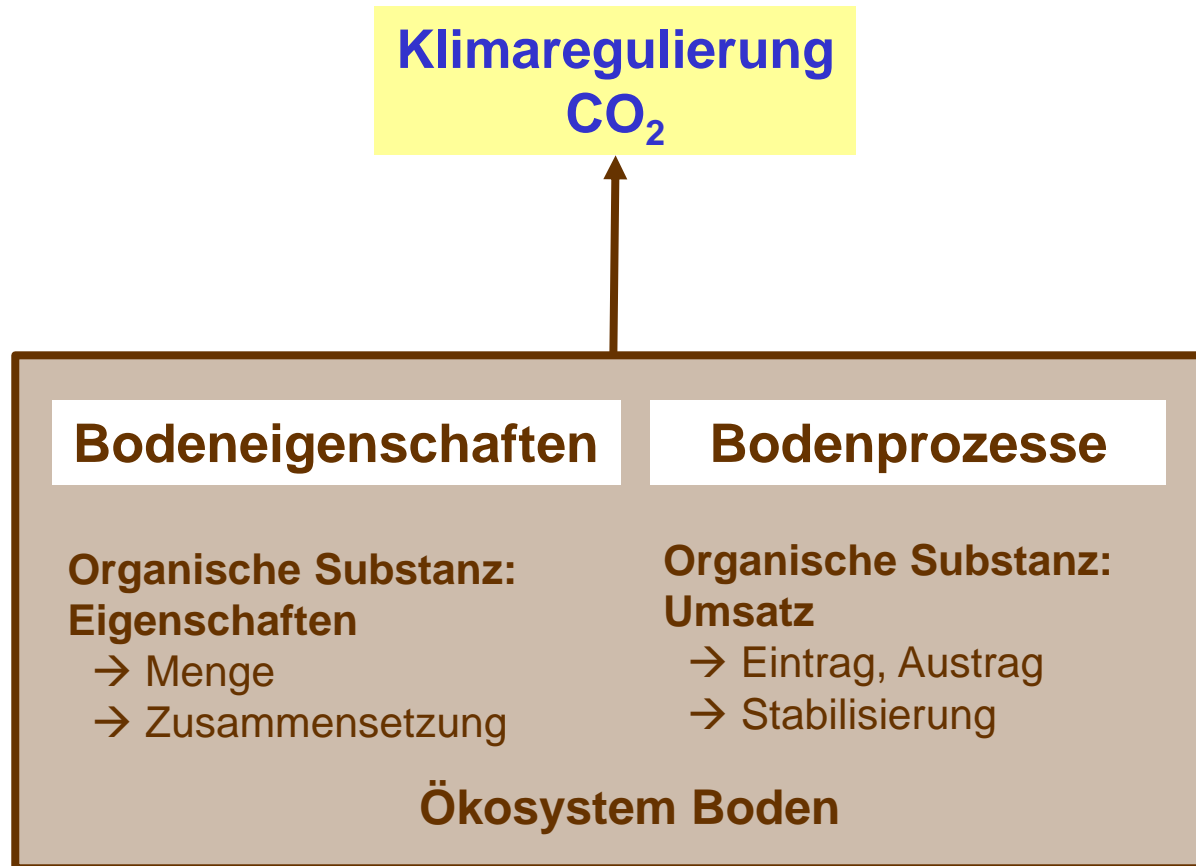 Klimaregulierung
CO₂
Bodeneigenschaften
Organische Substanz:
Eigenschaften
→ Menge
→ Zusammensetzung
Bodenprozesse
Organische Substanz:
Umsatz
→ Eintrag, Austrag
→ Stabilisierung
Ökosystem Boden